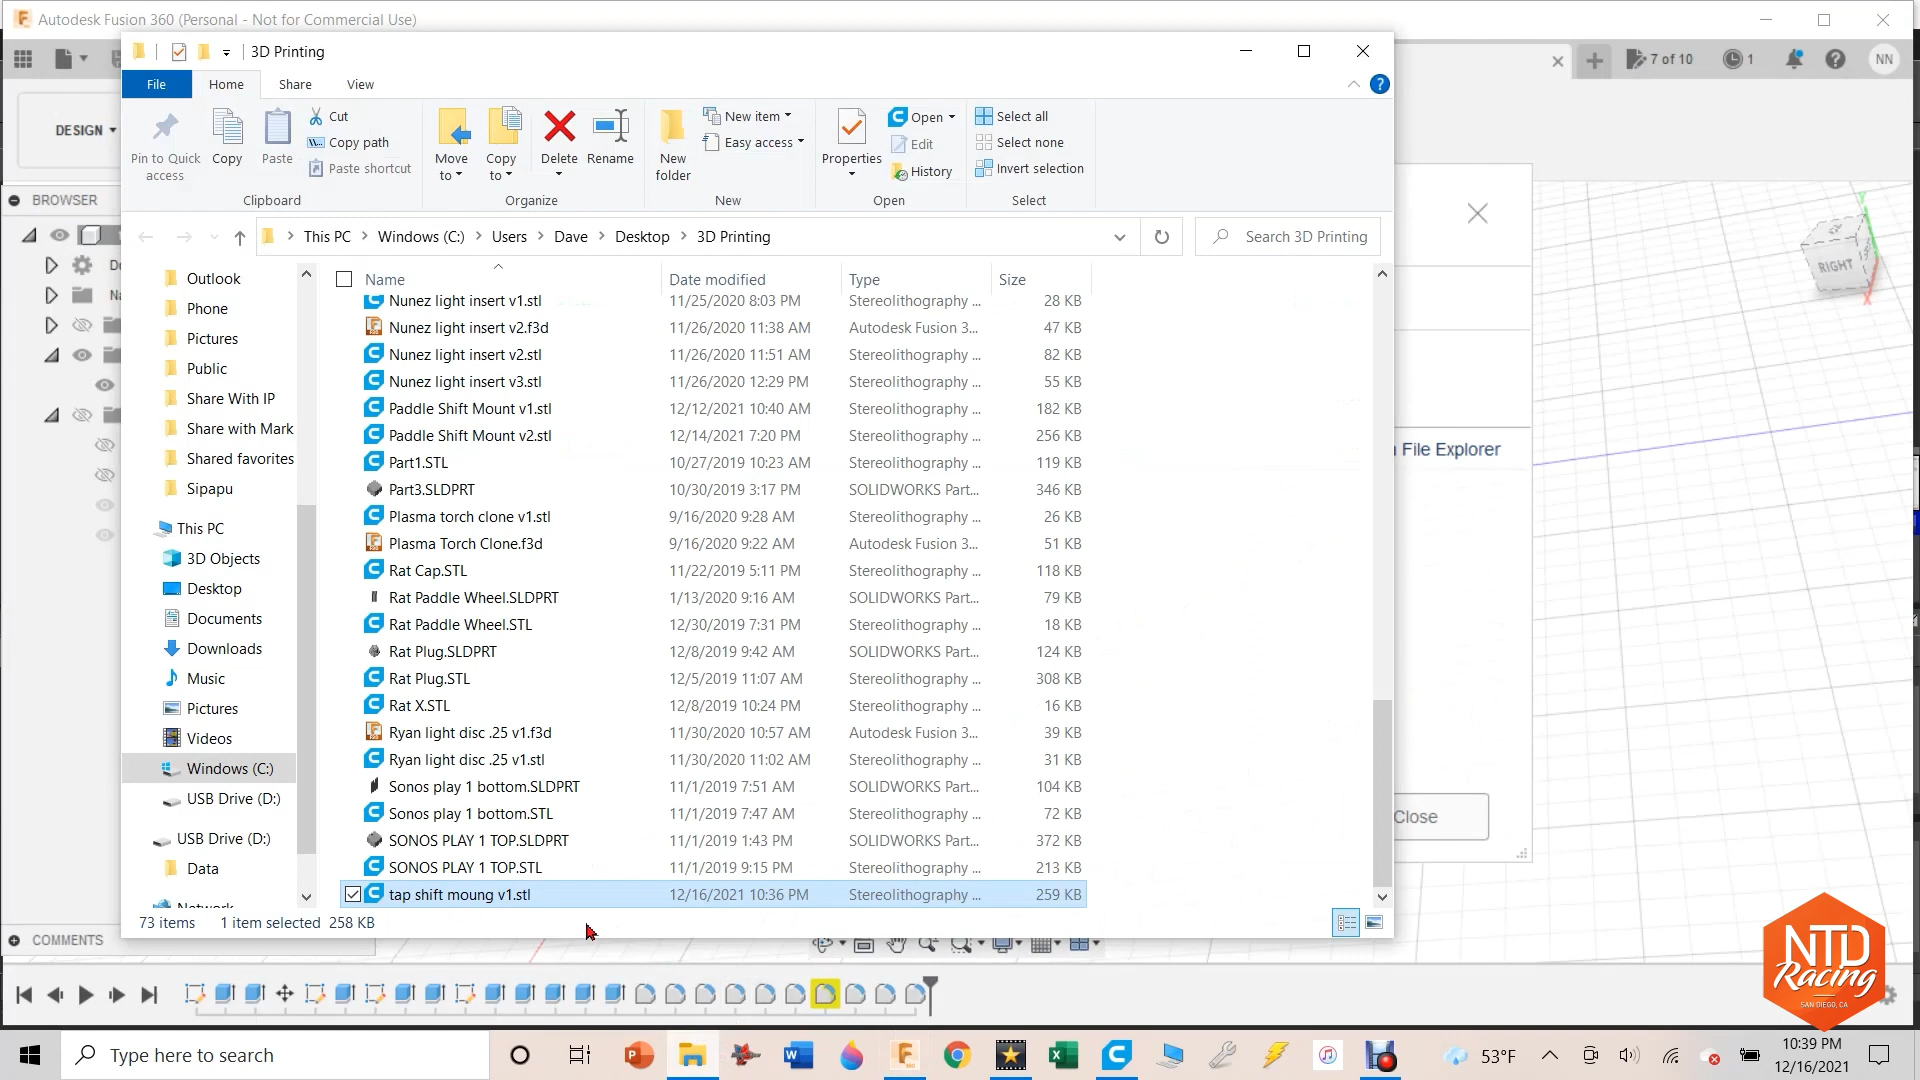 Autodesk Fusion 360 (Personal - Not for Commercial Use)
3D Printing
7 of 10
1
NN
File
Home
Share
View
DESIGN
Pin to Quick access
Copy
Paste
Cut
Copy path
Paste shortcut
Clipboard
Move to
Copy to
Delete
Rename
Organize
New folder
New item
Easy access
New
Properties
Open
Edit
History
Open
Select all
Select none
Invert selection
Select
BROWSER
This PC > Windows (C:) > Users > Dave > Desktop > 3D Printing
Search 3D Printing
RIGHT
Outlook
Phone
Pictures
Public
Share With IP
Share with Mark
Shared favorites
Sipapu
This PC
3D Objects
Desktop
Documents
Downloads
Music
Pictures
Videos
Windows (C:)
USB Drive (D:)
USB Drive (D:)
Data
Network
Name Date modified Type Size
Nunez light insert v1.stl 11/25/2020 8:03 PM Stereolithography ... 28 KB
Nunez light insert v2.f3d 11/26/2020 11:38 AM Autodesk Fusion 3... 47 KB
Nunez light insert v2.stl 11/26/2020 11:51 AM Stereolithography ... 82 KB
Nunez light insert v3.stl 11/26/2020 12:29 PM Stereolithography ... 55 KB
Paddle Shift Mount v1.stl 12/12/2021 10:40 AM Stereolithography ... 182 KB
Paddle Shift Mount v2.stl 12/14/2021 7:20 PM Stereolithography ... 256 KB
Part1.STL 10/27/2019 10:23 AM Stereolithography ... 119 KB
Part3.SLDPRT 10/30/2019 3:17 PM SOLIDWORKS Part... 346 KB
Plasma torch clone v1.stl 9/16/2020 9:28 AM Stereolithography ... 26 KB
Plasma Torch Clone.f3d 9/16/2020 9:22 AM Autodesk Fusion 3... 51 KB
Rat Cap.STL 11/22/2019 5:11 PM Stereolithography ... 118 KB
Rat Paddle Wheel.SLDPRT 1/13/2020 9:16 AM SOLIDWORKS Part... 79 KB
Rat Paddle Wheel.STL 12/30/2019 7:31 PM Stereolithography ... 18 KB
Rat Plug.SLDPRT 12/8/2019 9:42 AM SOLIDWORKS Part... 124 KB
Rat Plug.STL 12/5/2019 11:07 AM Stereolithography ... 308 KB
Rat X.STL 12/8/2019 10:24 PM Stereolithography ... 16 KB
Ryan light disc .25 v1.f3d 11/30/2020 10:57 AM Autodesk Fusion 3... 39 KB
Ryan light disc .25 v1.stl 11/30/2020 11:02 AM Stereolithography ... 31 KB
Sonos play 1 bottom.SLDPRT 11/1/2019 7:51 AM SOLIDWORKS Part... 104 KB
Sonos play 1 bottom.STL 11/1/2019 7:47 AM Stereolithography ... 72 KB
SONOS PLAY 1 TOP.SLDPRT 11/1/2019 1:43 PM SOLIDWORKS Part... 372 KB
SONOS PLAY 1 TOP.STL 11/1/2019 9:15 PM Stereolithography ... 213 KB
tap shift moung v1.stl 12/16/2021 10:36 PM Stereolithography ... 259 KB
File Explorer
Close
73 items 1 item selected 258 KB
COMMENTS
NTD
Racing
SAN DIEGO, CA
Type here to search
53°F
10:39 PM
12/16/2021